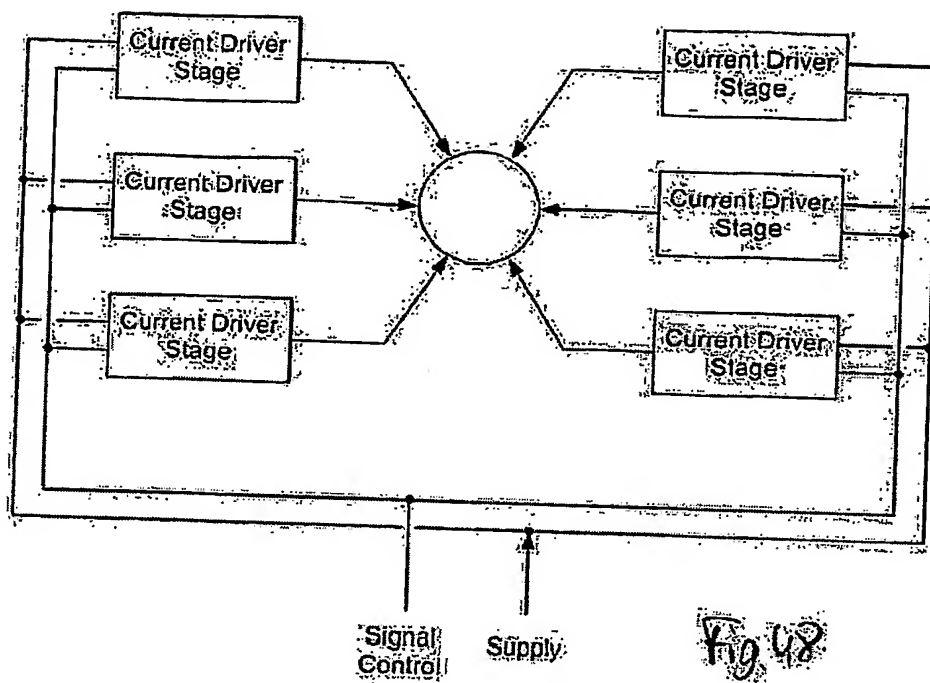 Current Driver
Stage
Current Driver
Stage
Current Driver
Stage
Current Driver
Stage
Current Driver
Stage
Current Driver
Stage
Signal
Control
Supply
Fig. 48